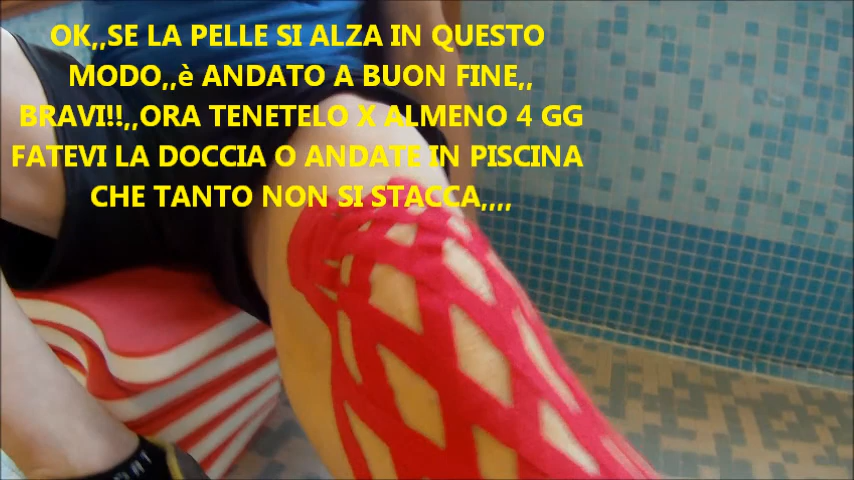 OK,,SE LA PELLE SI ALZA IN QUESTO
MODO,,è ANDATO A BUON FINE,,
BRAVI!!,,ORA TENETELO X ALMENO 4 GG
FATEVI LA DOCCIA O ANDATE IN PISCINA
CHE TANTO NON SI STACCA,,,,